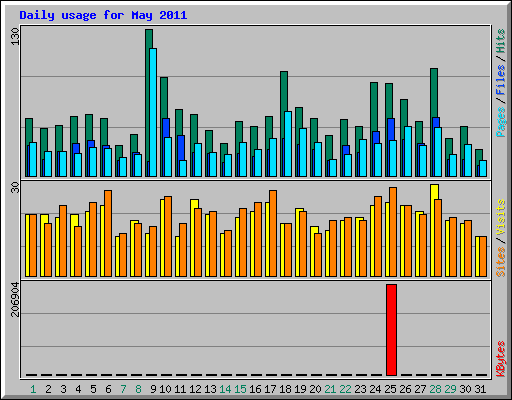 Daily usage for May 2011
130
Pages / Files / Hits
30
Sites / Visits
206904
KBytes
1 2 3 4 5 6 7 8 9 10 11 12 13 14 15 16 17 18 19 20 21 22 23 24 25 26 27 28 29 30 31